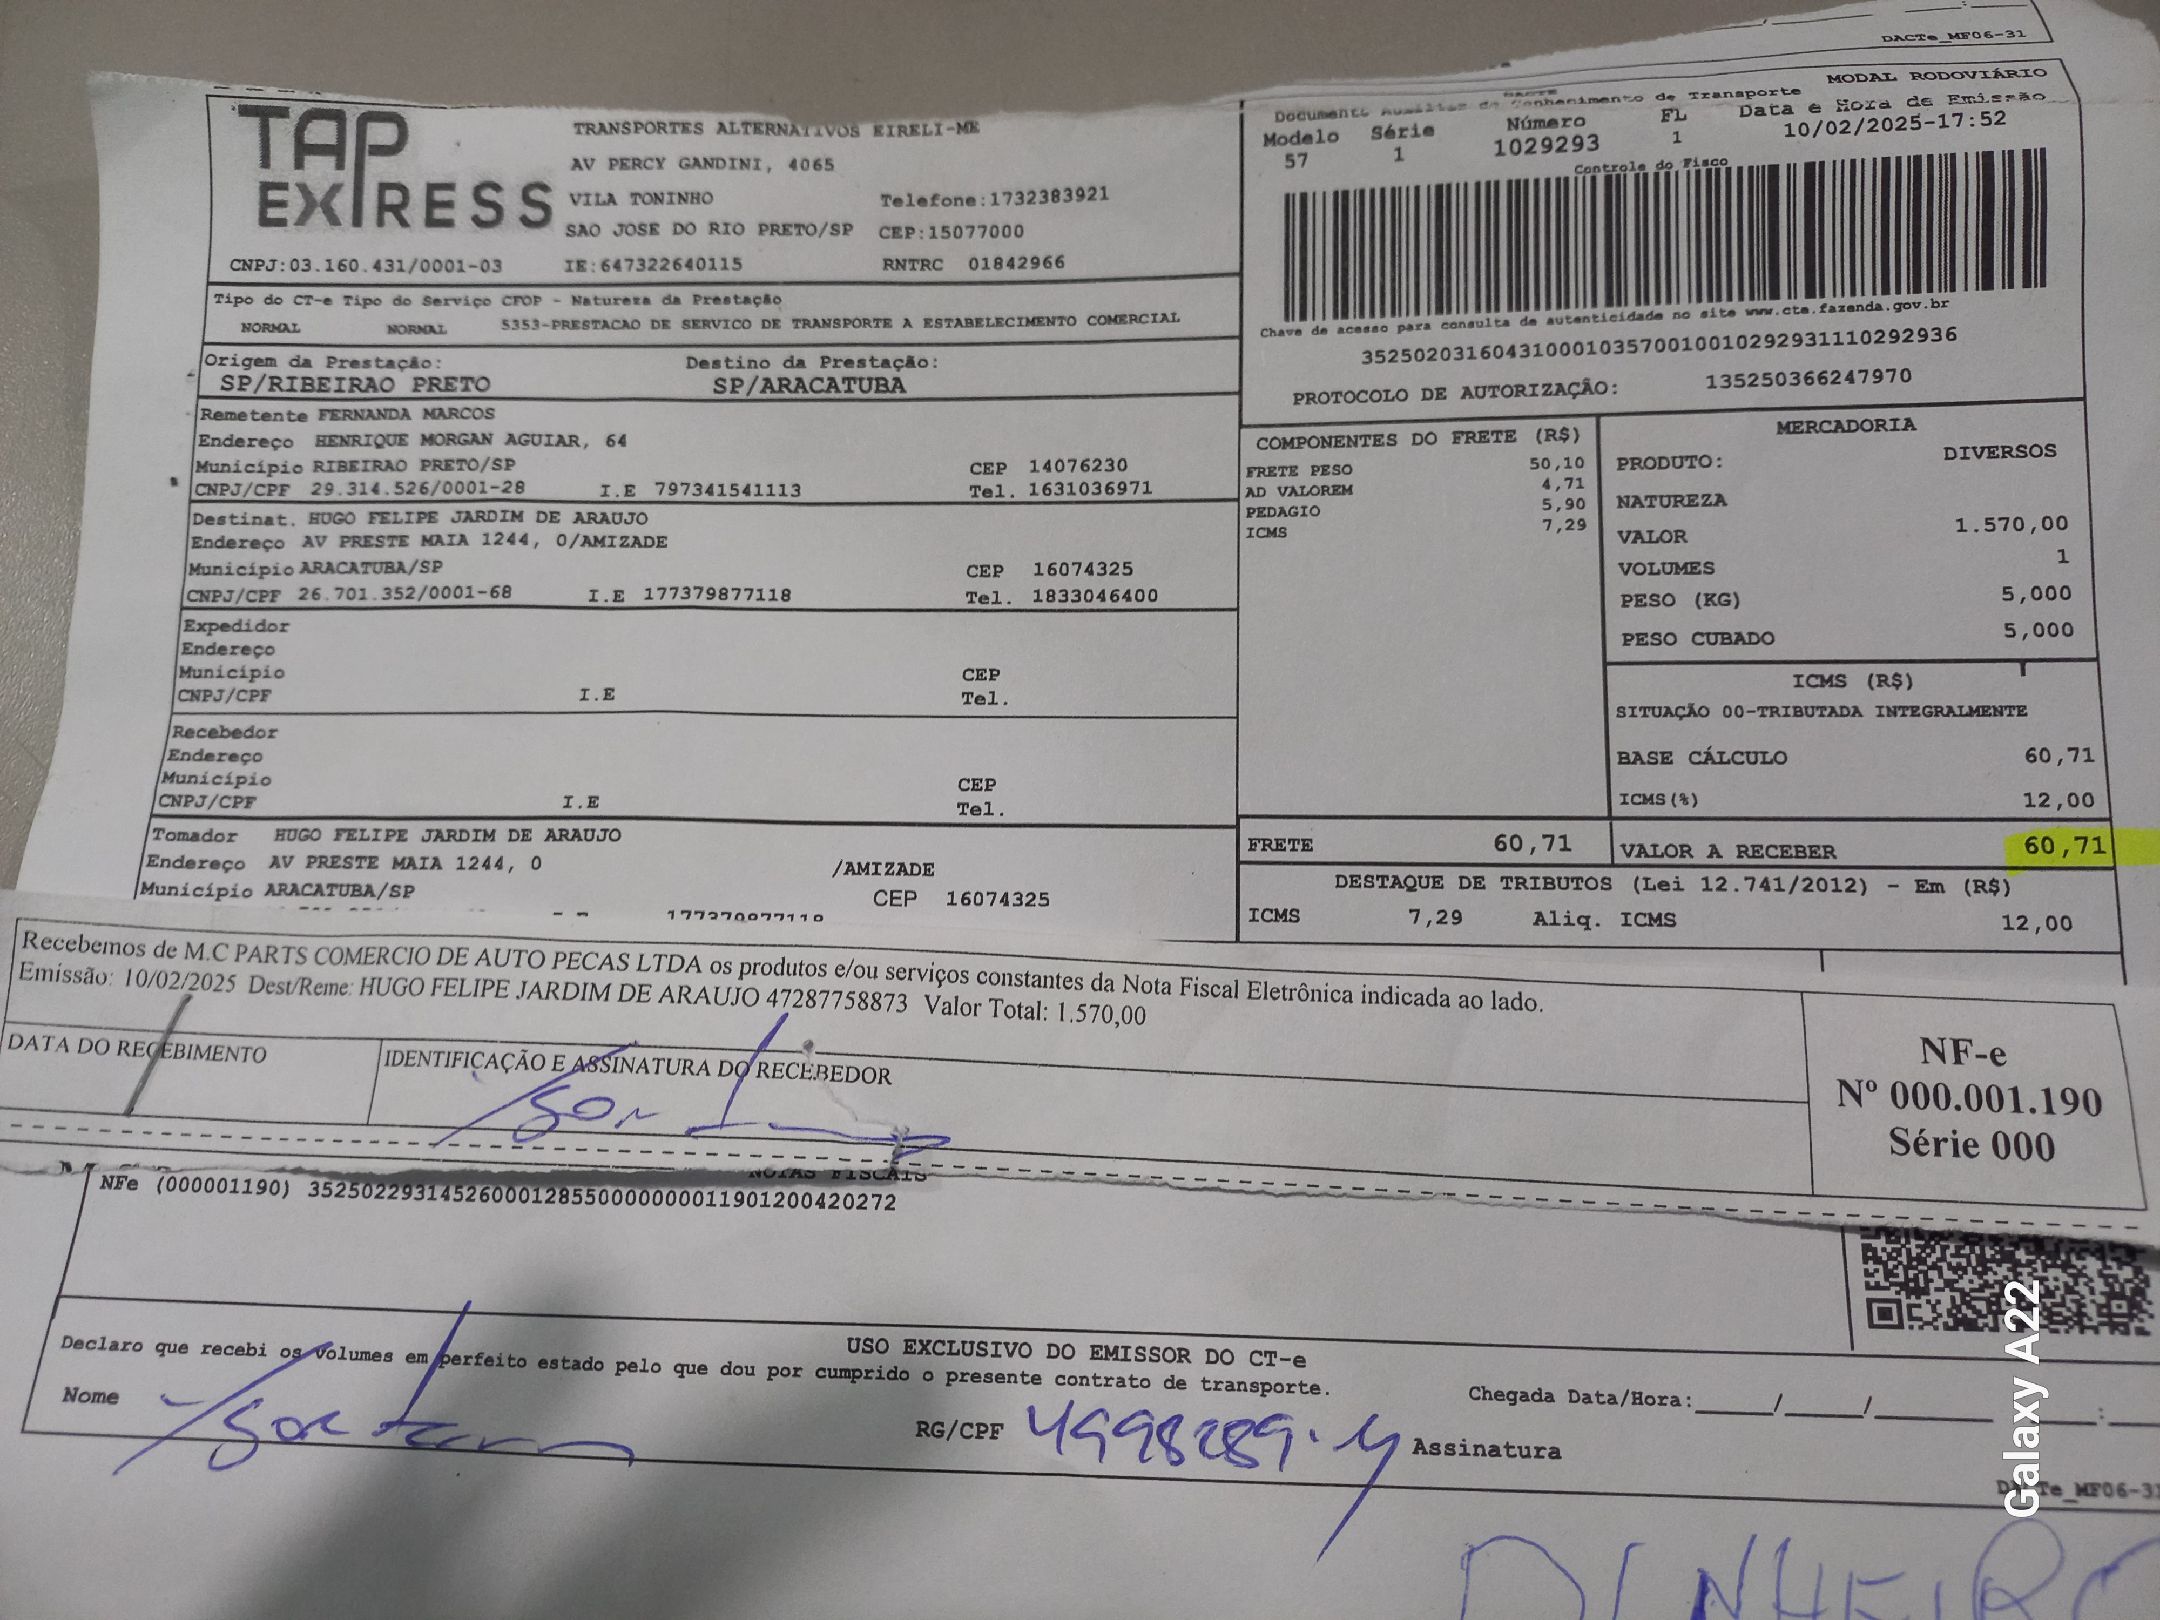 DACTe_MF06-31
TAP EXPRESS
TRANSPORTES ALTERNATIVOS EIRELI-ME
AV PERCY GANDINI, 4065
VILA TONINHO Telefone:1732383921
SAO JOSE DO RIO PRETO/SP CEP:15077000
CNPJ:03.160.431/0001-03 IE:647322640115 RNTRC 01842966
Tipo do CT-e Tipo do Serviço CFOP - Natureza da Prestação
NORMAL NORMAL 5353-PRESTACAO DE SERVICO DE TRANSPORTE A ESTABELECIMENTO COMERCIAL
Origem da Prestação: Destino da Prestação:
SP/RIBEIRAO PRETO SP/ARACATUBA
Remetente FERNANDA MARCOS
Endereço HENRIQUE MORGAN AGUIAR, 64
Município RIBEIRAO PRETO/SP CEP 14076230
CNPJ/CPF 29.314.526/0001-28 I.E 797341541113 Tel. 1631036971
Destinat. HUGO FELIPE JARDIM DE ARAUJO
Endereço AV PRESTE MAIA 1244, 0/AMIZADE
Município ARACATUBA/SP CEP 16074325
CNPJ/CPF 26.701.352/0001-68 I.E 177379877118 Tel. 1833046400
Expedidor
Endereço
Município CEP
CNPJ/CPF I.E Tel.
Recebedor
Endereço
Município CEP
CNPJ/CPF I.E Tel.
Tomador HUGO FELIPE JARDIM DE ARAUJO
Endereço AV PRESTE MAIA 1244, 0 /AMIZADE
Município ARACATUBA/SP CEP 16074325
177379877118
MODAL RODOVIÁRIO
DACTE
Documento Auxiliar do Conhecimento de Transporte
Modelo Série Número FL Data e Hora de Emissão
57 1 1029293 1 10/02/2025-17:52
Controle do Fisco
Chave de acesso para consulta de autenticidade no site www.cte.fazenda.gov.br
35250203160431000103570010010292931110292936
PROTOCOLO DE AUTORIZAÇÃO: 135250366247970
COMPONENTES DO FRETE (R$)
FRETE PESO 50,10
AD VALOREM 4,71
PEDAGIO 5,90
ICMS 7,29
MERCADORIA
PRODUTO: DIVERSOS
NATUREZA
VALOR 1.570,00
VOLUMES 1
PESO (KG) 5,000
PESO CUBADO 5,000
ICMS (R$)
SITUAÇÃO 00-TRIBUTADA INTEGRALMENTE
BASE CÁLCULO 60,71
ICMS(%) 12,00
FRETE 60,71 VALOR A RECEBER 60,71
DESTAQUE DE TRIBUTOS (Lei 12.741/2012) - Em (R$)
ICMS 7,29 Aliq. ICMS 12,00
Recebemos de M.C PARTS COMERCIO DE AUTO PECAS LTDA os produtos e/ou serviços constantes da Nota Fiscal Eletrônica indicada ao lado.
Emissão: 10/02/2025 Dest/Reme: HUGO FELIPE JARDIM DE ARAUJO 47287758873 Valor Total: 1.570,00
DATA DO RECEBIMENTO IDENTIFICAÇÃO E ASSINATURA DO RECEBEDOR
NF-e
Nº 000.001.190
Série 000
NOTAS FISCAIS
NFe (000001190) 35250229314526000128550000000011901200420272
USO EXCLUSIVO DO EMISSOR DO CT-e
Declaro que recebi os volumes em perfeito estado pelo que dou por cumprido o presente contrato de transporte.
Nome RG/CPF Assinatura
Chegada Data/Hora:_____/_____/_______ ____:
DACTe_MF06-31
DINHEIRO
Galaxy A22